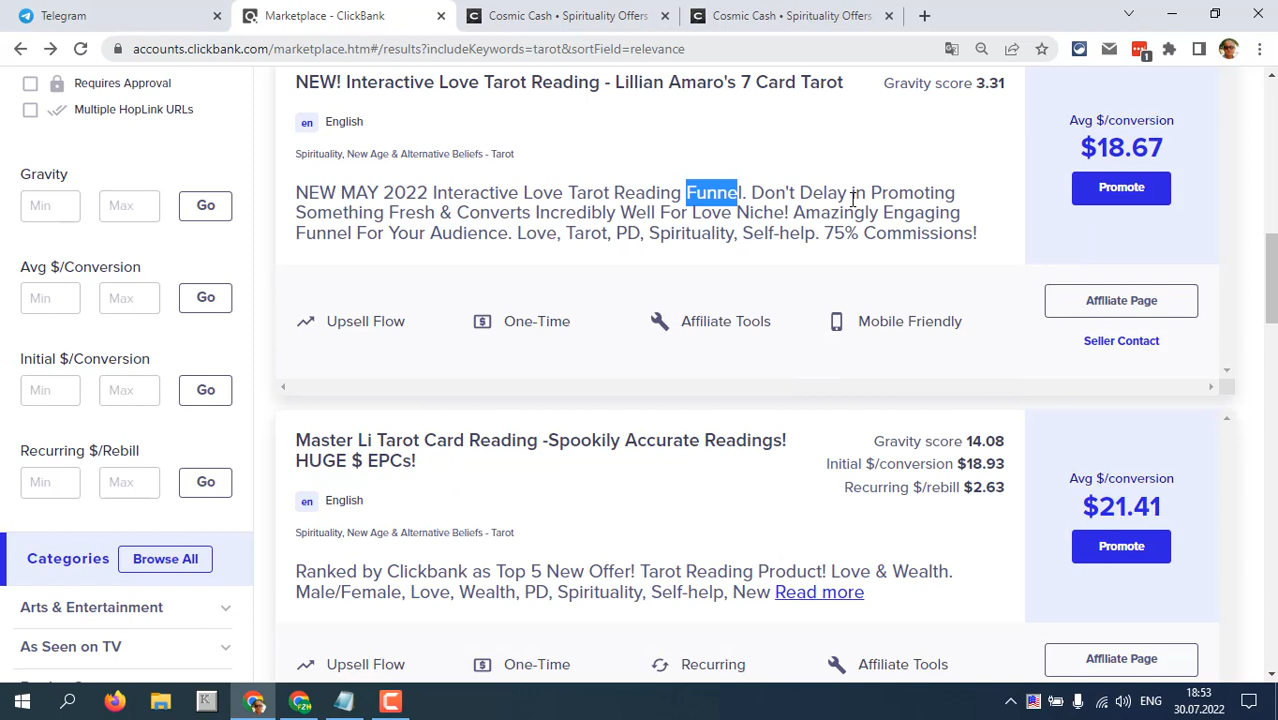 Telegram
Marketplace - ClickBank
Cosmic Cash • Spirituality Offers
Cosmic Cash • Spirituality Offers
accounts.clickbank.com/marketplace.htm#/results?includeKeywords=tarot&sortField=relevance
1
Requires Approval
Multiple HopLink URLs
Gravity
Min Max Go
Avg $/Conversion
Min Max Go
Initial $/Conversion
Min Max Go
Recurring $/Rebill
Min Max Go
Categories Browse All
Arts & Entertainment
As Seen on TV
NEW! Interactive Love Tarot Reading - Lillian Amaro's 7 Card Tarot
Gravity score 3.31
en English
Spirituality, New Age & Alternative Beliefs - Tarot
NEW MAY 2022 Interactive Love Tarot Reading Funnel. Don't Delay in Promoting
Something Fresh & Converts Incredibly Well For Love Niche! Amazingly Engaging
Funnel For Your Audience. Love, Tarot, PD, Spirituality, Self-help. 75% Commissions!
Avg $/conversion
$18.67
Promote
Upsell Flow One-Time Affiliate Tools Mobile Friendly
Affiliate Page
Seller Contact
Master Li Tarot Card Reading -Spookily Accurate Readings!
HUGE $ EPCs!
Gravity score 14.08
Initial $/conversion $18.93
Recurring $/rebill $2.63
en English
Spirituality, New Age & Alternative Beliefs - Tarot
Ranked by Clickbank as Top 5 New Offer! Tarot Reading Product! Love & Wealth.
Male/Female, Love, Wealth, PD, Spirituality, Self-help, New Read more
Avg $/conversion
$21.41
Promote
Upsell Flow One-Time Recurring Affiliate Tools
Affiliate Page
ENG
18:53
30.07.2022